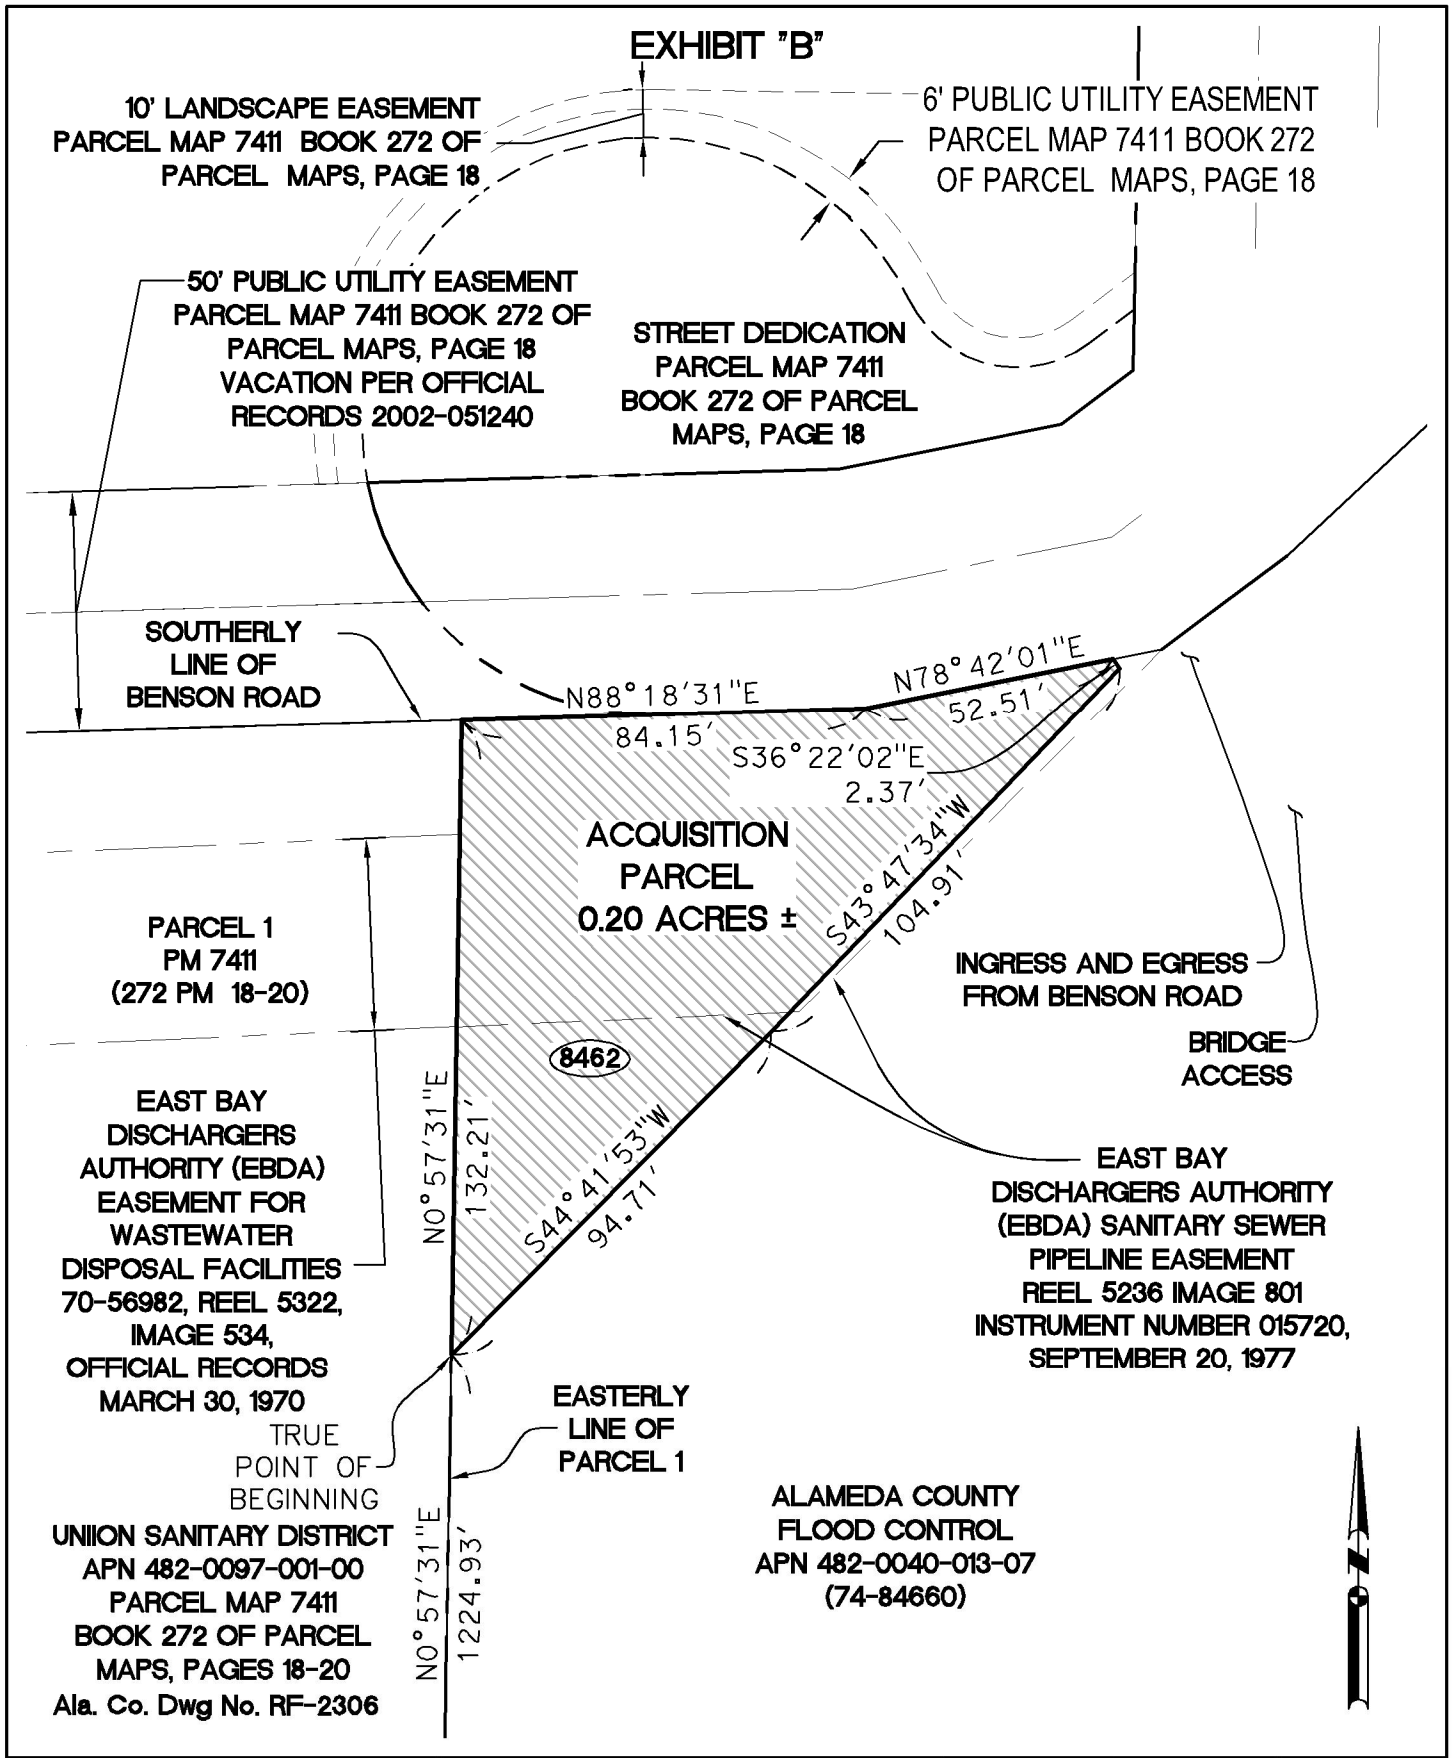 EXHIBIT "B"
10' LANDSCAPE EASEMENT
PARCEL MAP 7411 BOOK 272 OF
PARCEL MAPS, PAGE 18
6' PUBLIC UTILITY EASEMENT
PARCEL MAP 7411 BOOK 272
OF PARCEL MAPS, PAGE 18
50' PUBLIC UTILITY EASEMENT
PARCEL MAP 7411 BOOK 272 OF
PARCEL MAPS, PAGE 18
VACATION PER OFFICIAL
RECORDS 2002-051240
STREET DEDICATION
PARCEL MAP 7411
BOOK 272 OF PARCEL
MAPS, PAGE 18
SOUTHERLY
LINE OF
BENSON ROAD
N88°18'31"E
84.15'
N78°42'01"E
52.51'
S36°22'02"E
2.37'
ACQUISITION
PARCEL
0.20 ACRES ±
S43°47'34"W
104.91'
PARCEL 1
PM 7411
(272 PM 18-20)
INGRESS AND EGRESS
FROM BENSON ROAD
BRIDGE
ACCESS
8462
N0°57'31"E
132.21'
S44°41'53"W
94.71'
EAST BAY
DISCHARGERS
AUTHORITY (EBDA)
EASEMENT FOR
WASTEWATER
DISPOSAL FACILITIES
70-56982, REEL 5322,
IMAGE 534,
OFFICIAL RECORDS
MARCH 30, 1970
EAST BAY
DISCHARGERS AUTHORITY
(EBDA) SANITARY SEWER
PIPELINE EASEMENT
REEL 5236 IMAGE 801
INSTRUMENT NUMBER 015720,
SEPTEMBER 20, 1977
TRUE
POINT OF
BEGINNING
EASTERLY
LINE OF
PARCEL 1
UNIION SANITARY DISTRICT
APN 482-0097-001-00
PARCEL MAP 7411
BOOK 272 OF PARCEL
MAPS, PAGES 18-20
Ala. Co. Dwg No. RF-2306
N0°57'31"E
1224.93'
ALAMEDA COUNTY
FLOOD CONTROL
APN 482-0040-013-07
(74-84660)
N